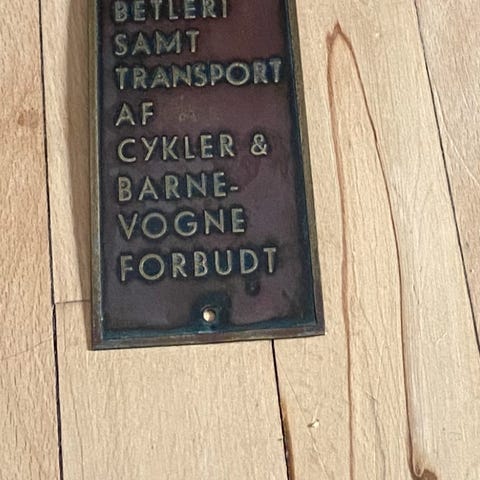 BETLERI
SAMT
TRANSPORT
AF
CYKLER &
BARNE-
VOGNE
FORBUDT